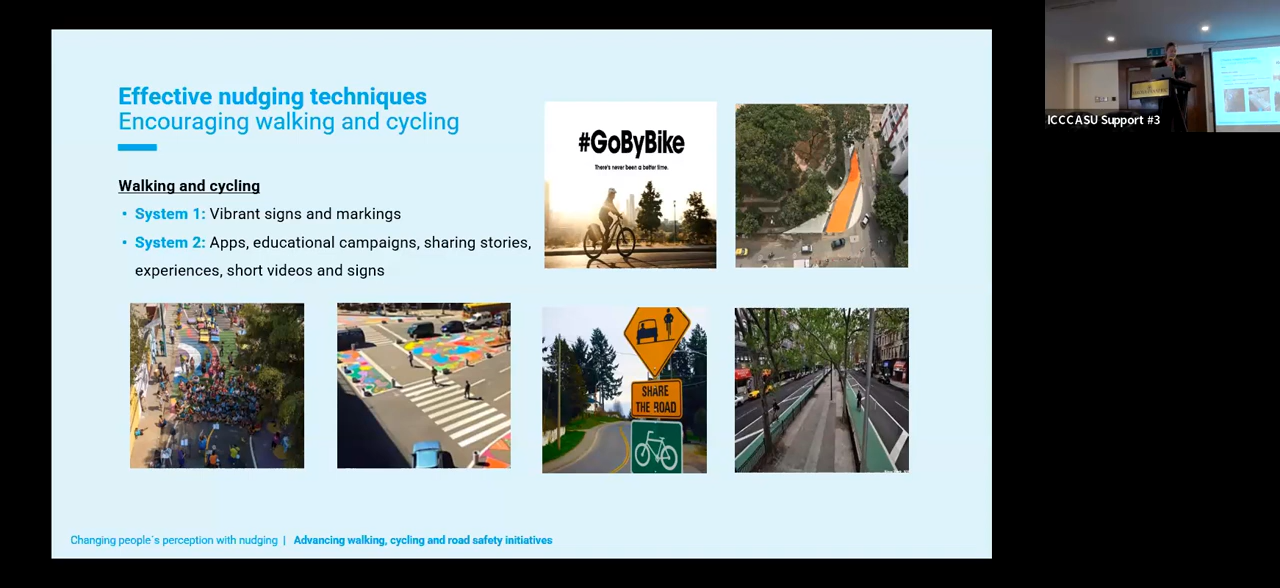 Effective nudging techniques
Encouraging walking and cycling
Walking and cycling
• System 1: Vibrant signs and markings
• System 2: Apps, educational campaigns, sharing stories,
experiences, short videos and signs
#GoByBike
There's never been a better time.
SHARE
THE ROAD
Changing people´s perception with nudging | Advancing walking, cycling and road safety initiatives
ICCCASU Support #3